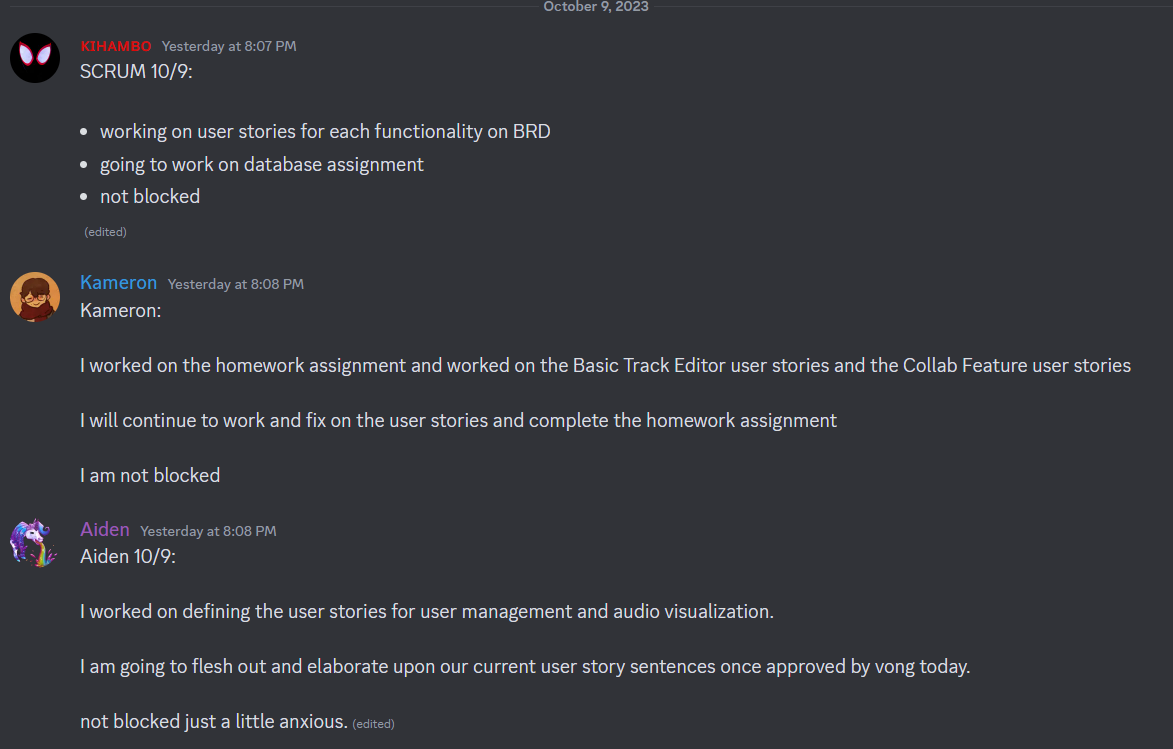 October 9, 2023
KIHAMBO Yesterday at 8:07 PM
SCRUM 10/9:
• working on user stories for each functionality on BRD
• going to work on database assignment
• not blocked
(edited)
Kameron Yesterday at 8:08 PM
Kameron:
I worked on the homework assignment and worked on the Basic Track Editor user stories and the Collab Feature user stories
I will continue to work and fix on the user stories and complete the homework assignment
I am not blocked
Aiden Yesterday at 8:08 PM
Aiden 10/9:
I worked on defining the user stories for user management and audio visualization.
I am going to flesh out and elaborate upon our current user story sentences once approved by vong today.
not blocked just a little anxious. (edited)